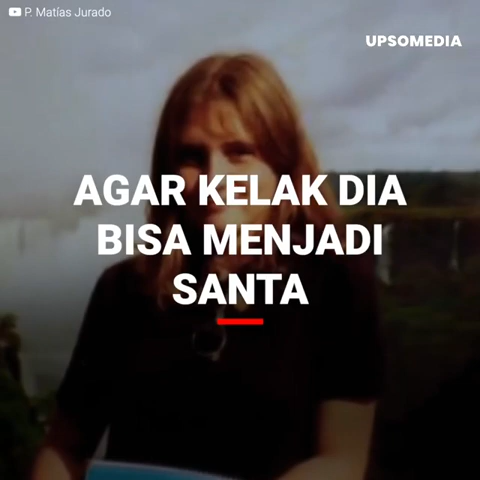 P. Matías Jurado
UPSOMEDIA
AGAR KELAK DIA
BISA MENJADI
SANTA